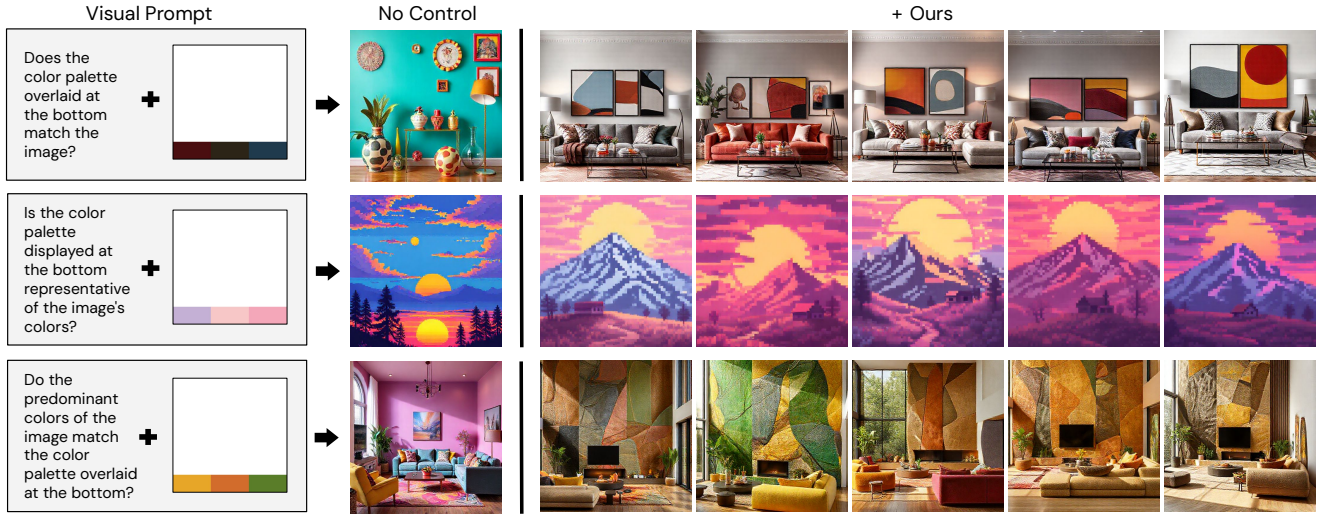 Visual Prompt
No Control
+ Ours
Does the
color palette
overlaid at
the bottom
match the
image?
Is the color
palette
displayed at
the bottom
representative
of the image's
colors?
Do the
predominant
colors of the
image match
the color
palette overlaid
at the bottom?